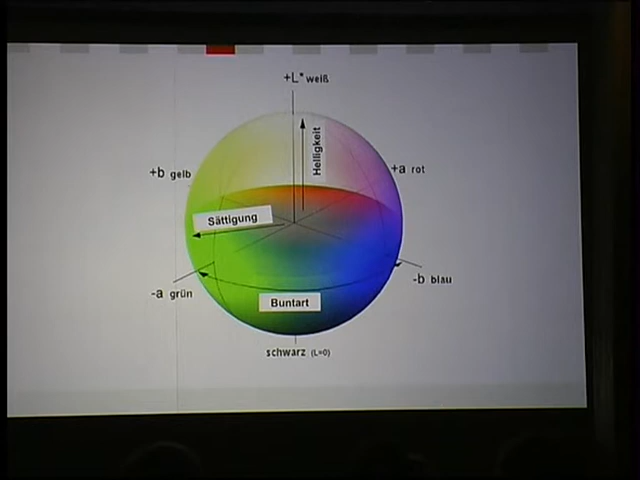 +L* weiß
Helligkeit
+b gelb
+a rot
Sättigung
-b blau
-a grün
Buntart
schwarz (L=0)